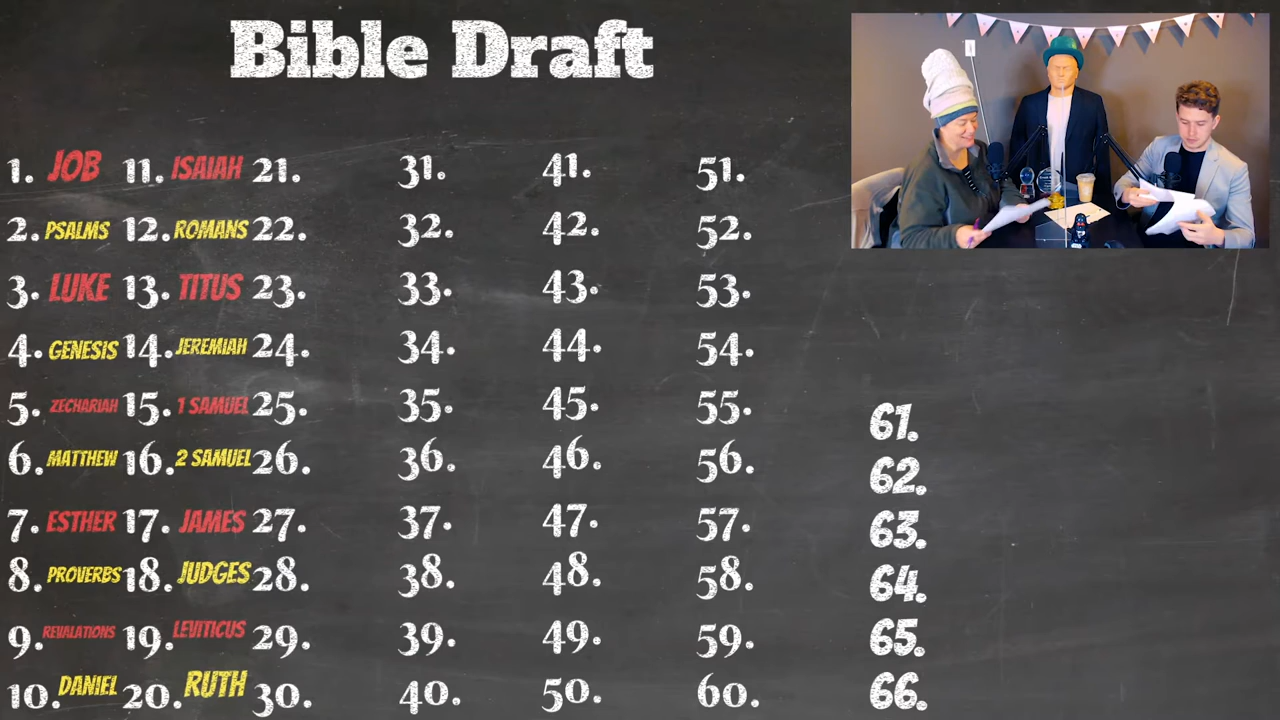 Bible Draft
1. JOB 11. ISAIAH 21. 31. 41. 51.
2. PSALMS 12. ROMANS 22. 32. 42. 52.
3. LUKE 13. TITUS 23. 33. 43. 53.
4. GENESIS 14. JEREMIAH 24. 34. 44. 54.
5. ZECHARIAH 15. 1 SAMUEL 25. 35. 45. 55. 61.
6. MATTHEW 16. 2 SAMUEL 26. 36. 46. 56. 62.
7. ESTHER 17. JAMES 27. 37. 47. 57. 63.
8. PROVERBS 18. JUDGES 28. 38. 48. 58. 64.
9. REVALATIONS 19. LEVITICUS 29. 39. 49. 59. 65.
10. DANIEL 20. RUTH 30. 40. 50. 60. 66.